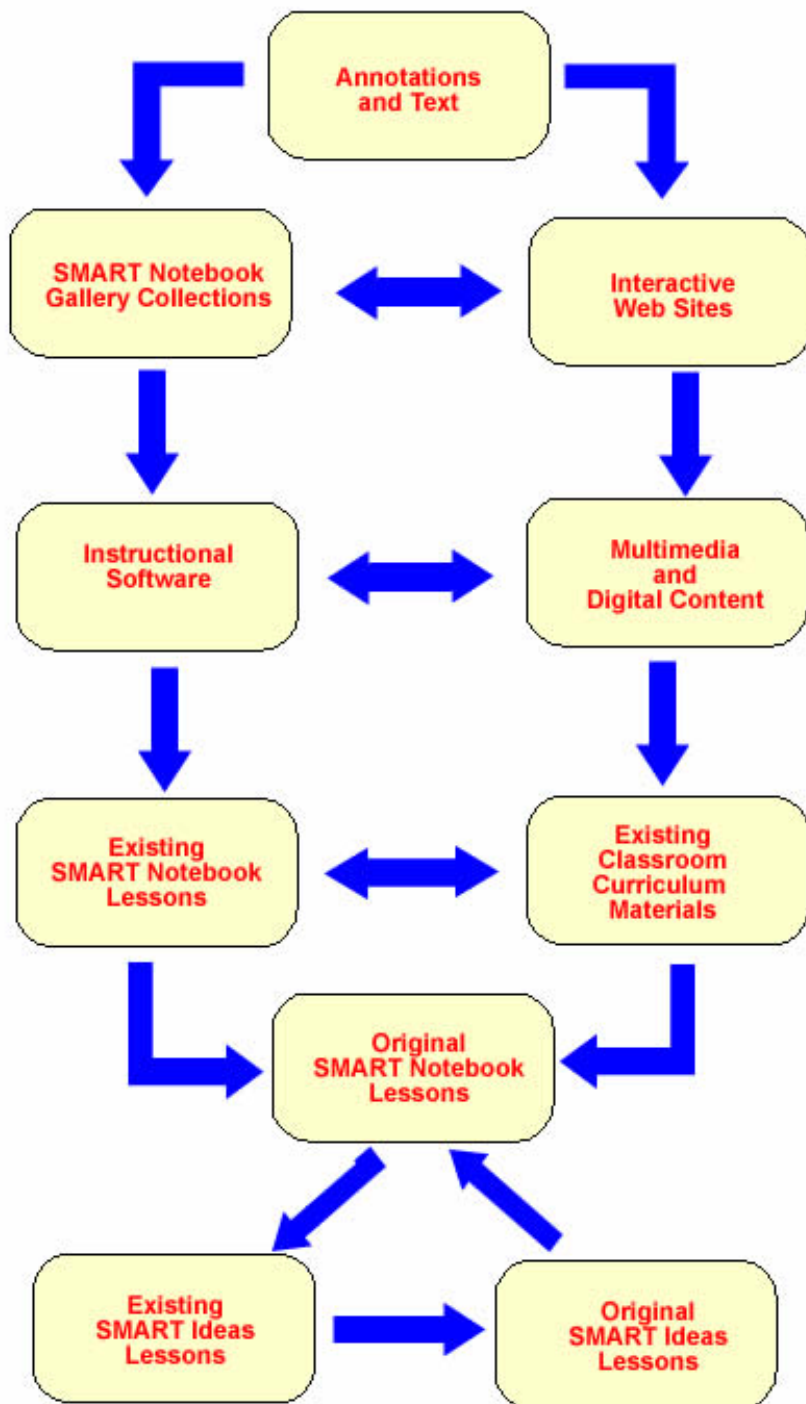 Annotations
and Text
SMART Notebook
Gallery Collections
Interactive
Web Sites
Instructional
Software
Multimedia
and
Digital Content
Existing
SMART Notebook
Lessons
Existing
Classroom
Curriculum
Materials
Original
SMART Notebook
Lessons
Existing
SMART Ideas
Lessons
Original
SMART Ideas
Lessons